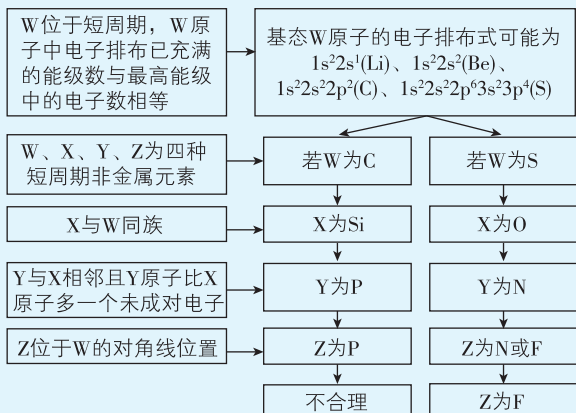 W位于短周期，W原
子中电子排布已充满
的能级数与最高能级
中的电子数相等
基态W原子的电子排布式可能为
1s²2s¹(Li)、1s²2s²(Be)、
1s²2s²2p²(C)、1s²2s²2p⁶3s²3p⁴(S)
W、X、Y、Z为四种
短周期非金属元素
若W为C
若W为S
X与W同族
X为Si
X为O
Y与X相邻且Y原子比X
原子多一个未成对电子
Y为P
Y为N
Z位于W的对角线位置
Z为P
Z为N或F
不合理
Z为F